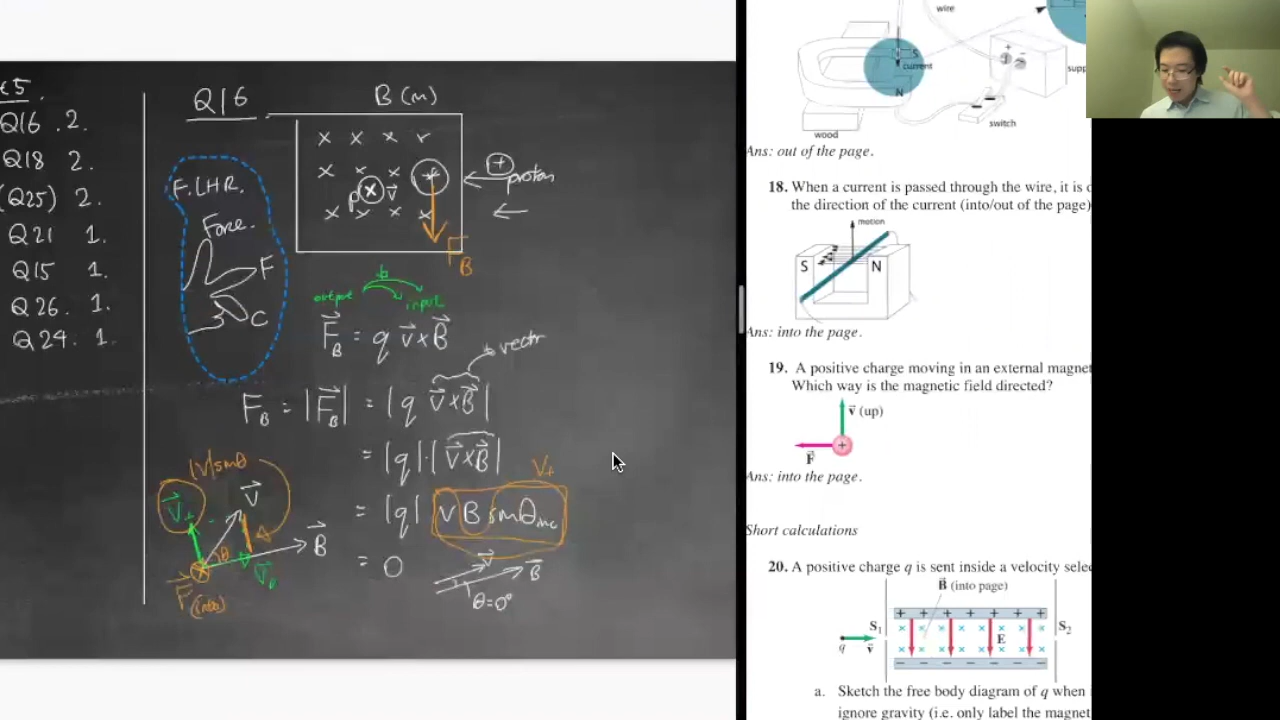 Q16 . 2.
Q18 2.
(Q25) 2.
Q21 1.
Q15 1.
Q26. 1.
Q24. 1.
Q16
B (in)
F.LHR.
Force.
F
C
x x x
x x x
P x v
x x x x
+ proton
F_B
b
output
input
F_B = q v×B
vector
F_B = |F_B| = |q v×B|
= |q|·|v×B|
V⊥
= |q| v B sinθ_inc
= 0
v
B
θ=0°
|v|sinθ
v
V⊥
B
θ
F (into)
wire
S
current
N
+ −
supp
wood
switch
Ans: out of the page.
18. When a current is passed through the wire, it is
the direction of the current (into/out of the page)
motion
S N
Ans: into the page.
19. A positive charge moving in an external magnet
Which way is the magnetic field directed?
v (up)
+
F
Ans: into the page.
Short calculations
20. A positive charge q is sent inside a velocity selec
B (into page)
+ + + + + + +
S1 S2
x x x x x x
E
q v
x x x x x x
− − − − − − −
a. Sketch the free body diagram of q when
ignore gravity (i.e. only label the magnet